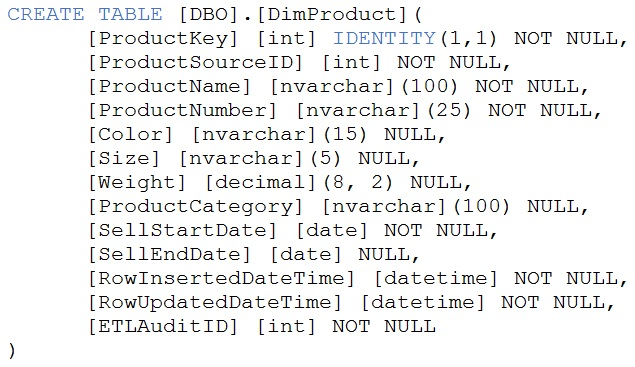 CREATE TABLE [DBO].[DimProduct](
[ProductKey] [int] IDENTITY(1,1) NOT NULL,
[ProductSourceID] [int] NOT NULL,
[ProductName] [nvarchar](100) NOT NULL,
[ProductNumber] [nvarchar](25) NOT NULL,
[Color] [nvarchar](15) NULL,
[Size] [nvarchar](5) NULL,
[Weight] [decimal](8, 2) NULL,
[ProductCategory] [nvarchar](100) NULL,
[SellStartDate] [date] NOT NULL,
[SellEndDate] [date] NULL,
[RowInsertedDateTime] [datetime] NOT NULL,
[RowUpdatedDateTime] [datetime] NOT NULL,
[ETLAuditID] [int] NOT NULL
)